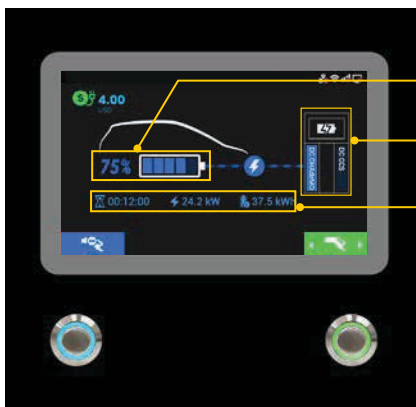 4.00
USD
75%
DC CHAdeMO
DC CCS
00:12:00 24.2 kW 37.5 kWh